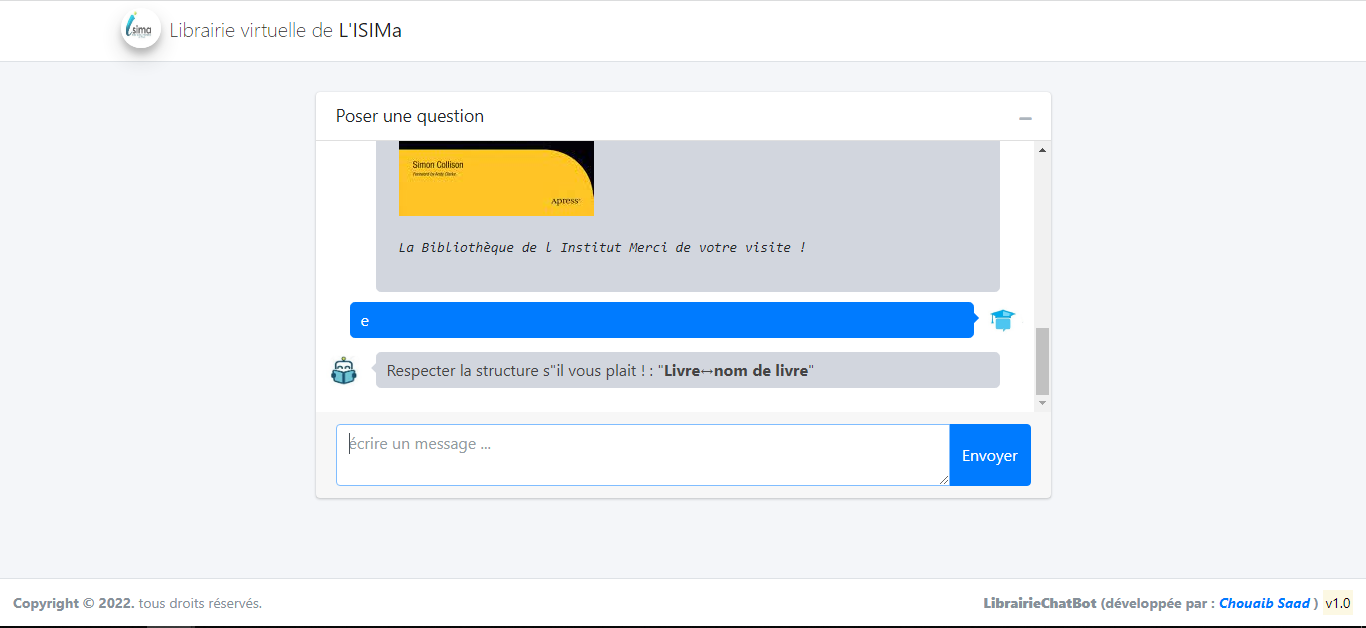 isima
Librairie virtuelle de L'ISIMa
Poser une question
Simon Collison
Foreword by Andy Clarke
Apress
La Bibliothèque de l Institut Merci de votre visite !
e
Respecter la structure s"il vous plait ! : "Livre↔nom de livre"
écrire un message ...
Envoyer
Copyright © 2022. tous droits réservés.
LibrairieChatBot (développée par : Chouaib Saad ) v1.0